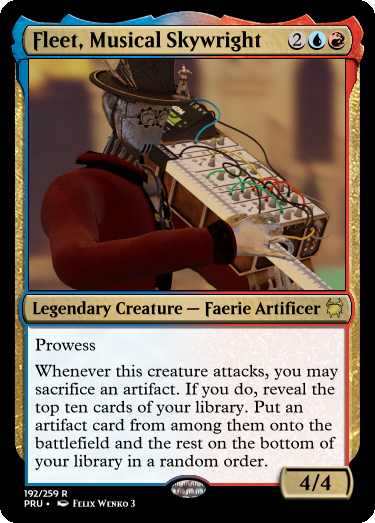 Fleet, Musical Skywright 2
Legendary Creature — Faerie Artificer
Prowess
Whenever this creature attacks, you may
sacrifice an artifact. If you do, reveal the
top ten cards of your library. Put an
artifact card from among them onto the
battlefield and the rest on the bottom of
your library in a random order.
4/4
192/259 R
PRU • Felix Wenko 3